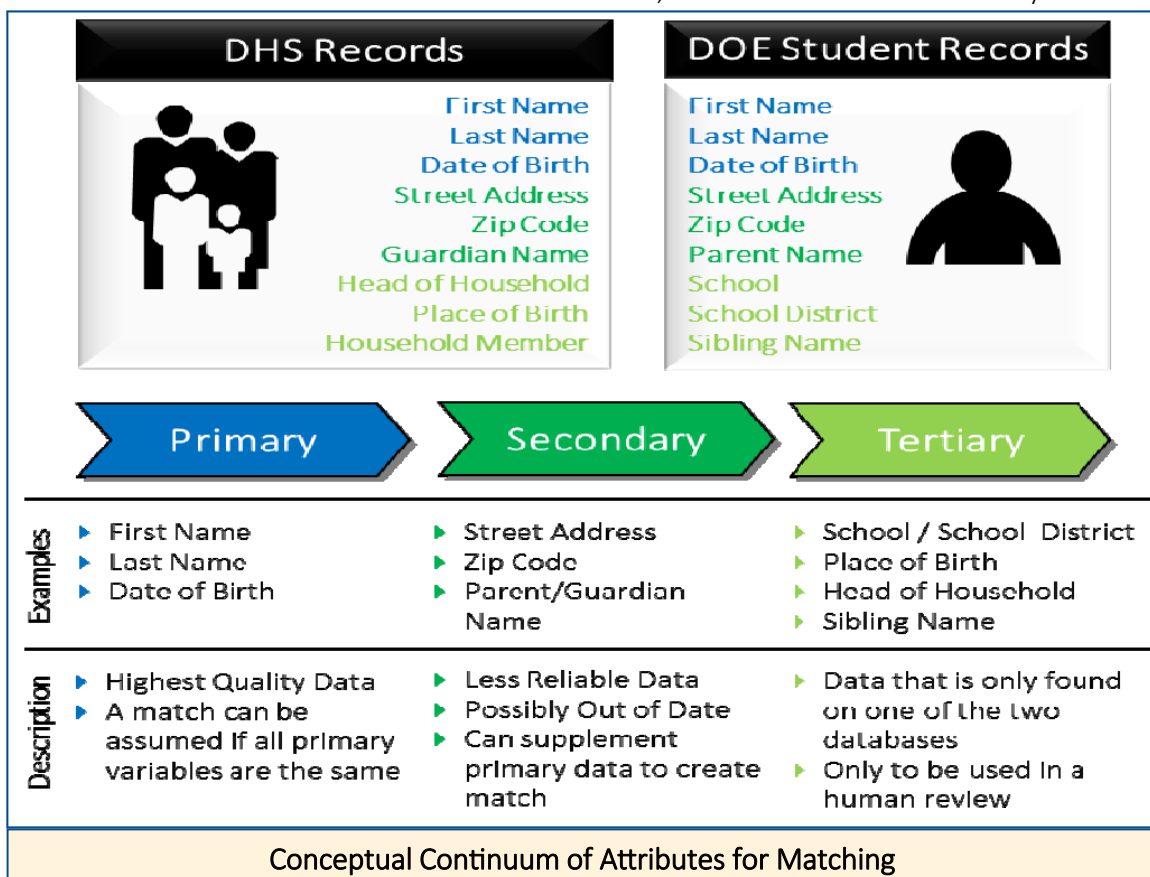 DHS Records
First Name
Last Name
Date of Birth
Street Address
Zip Code
Guardian Name
Head of Household
Place of Birth
Household Member
DOE Student Records
First Name
Last Name
Date of Birth
Street Address
Zip Code
Parent Name
School
School District
Sibling Name
Primary
Secondary
Tertiary
Examples
First Name
Last Name
Date of Birth
Street Address
Zip Code
Parent/Guardian
Name
School / School District
Place of Birth
Head of Household
Sibling Name
Description
Highest Quality Data
A match can be
assumed if all primary
variables are the same
Less Reliable Data
Possibly Out of Date
Can supplement
primary data to create
match
Data that is only found
on one of the two
databases
Only to be used in a
human review
Conceptual Continuum of Attributes for Matching